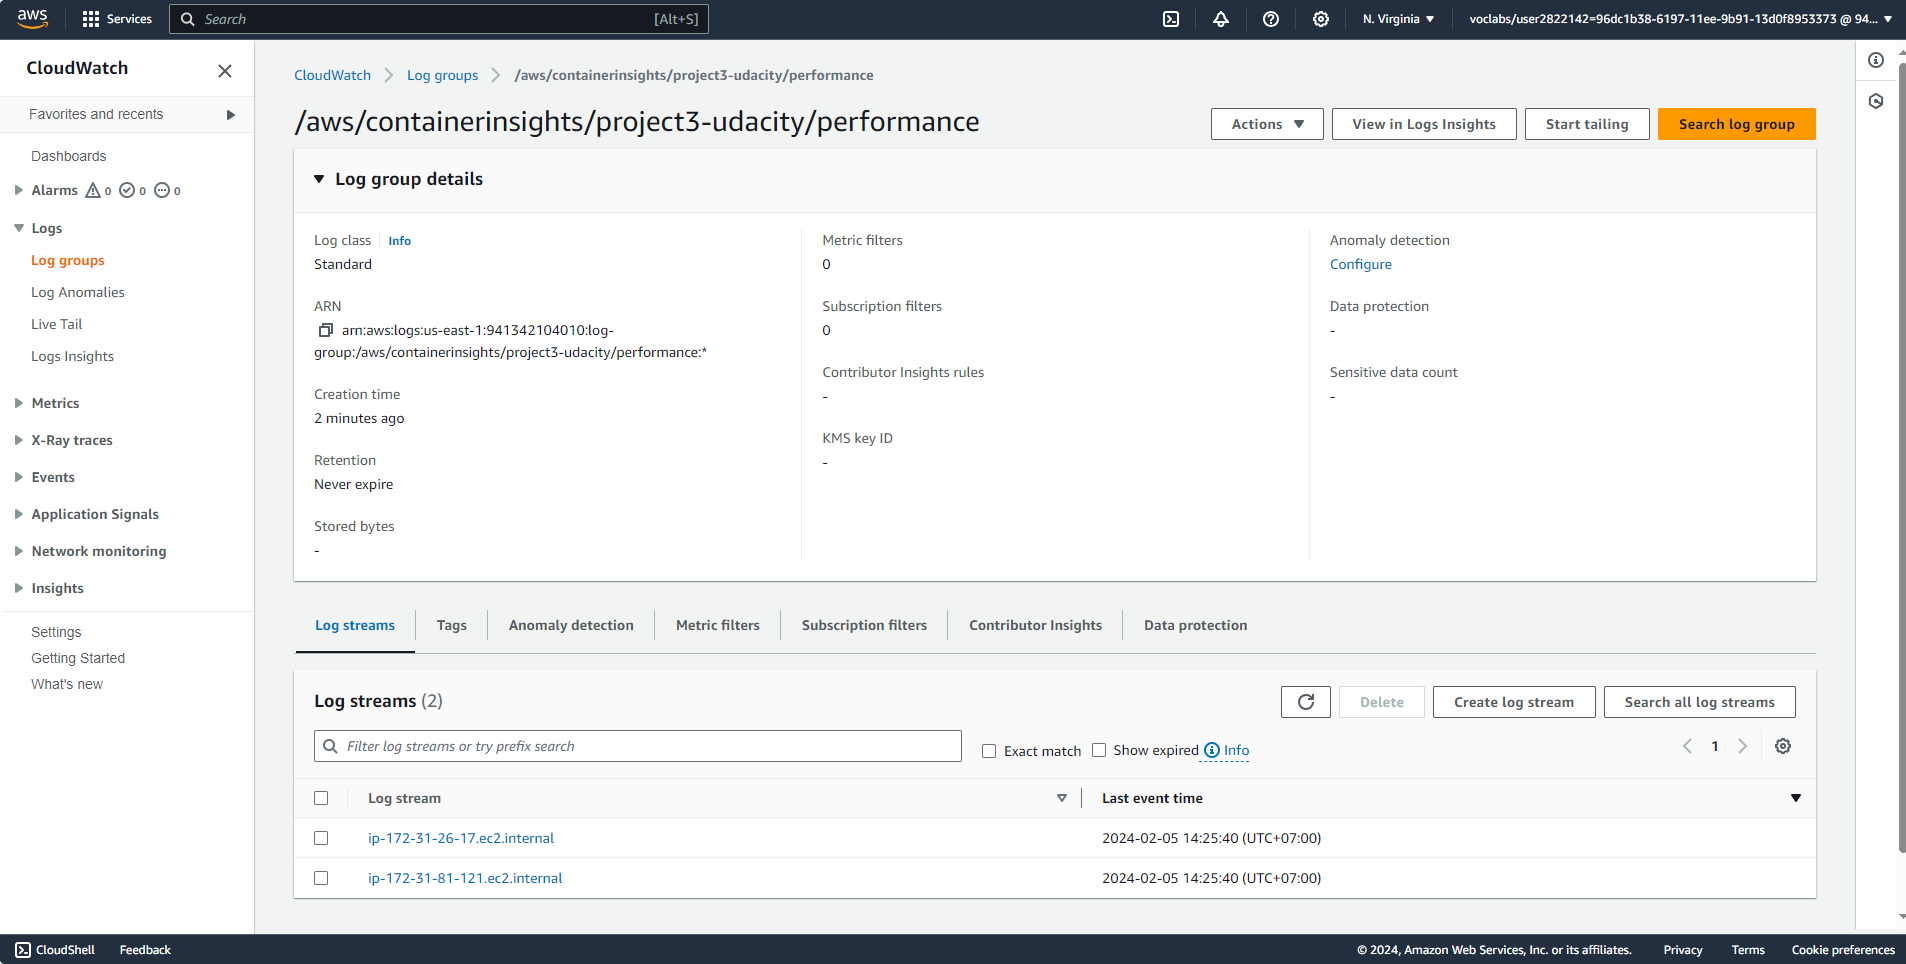 aws
Services
Search [Alt+S]
N. Virginia
voclabs/user2822142=96dc1b38-6197-11ee-9b91-13d0f8953373 @ 94...
CloudWatch
Favorites and recents
Dashboards
Alarms 0 0 0
Logs
Log groups
Log Anomalies
Live Tail
Logs Insights
Metrics
X-Ray traces
Events
Application Signals
Network monitoring
Insights
Settings
Getting Started
What's new
CloudWatch Log groups /aws/containerinsights/project3-udacity/performance
/aws/containerinsights/project3-udacity/performance
Actions
View in Logs Insights
Start tailing
Search log group
Log group details
Log class Info
Standard
ARN
arn:aws:logs:us-east-1:941342104010:log-
group:/aws/containerinsights/project3-udacity/performance:*
Creation time
2 minutes ago
Retention
Never expire
Stored bytes
-
Metric filters
0
Subscription filters
0
Contributor Insights rules
-
KMS key ID
-
Anomaly detection
Configure
Data protection
-
Sensitive data count
-
Log streams Tags Anomaly detection Metric filters Subscription filters Contributor Insights Data protection
Log streams (2)
Delete
Create log stream
Search all log streams
Filter log streams or try prefix search
Exact match Show expired Info
1
Log stream Last event time
ip-172-31-26-17.ec2.internal 2024-02-05 14:25:40 (UTC+07:00)
ip-172-31-81-121.ec2.internal 2024-02-05 14:25:40 (UTC+07:00)
CloudShell Feedback © 2024, Amazon Web Services, Inc. or its affiliates. Privacy Terms Cookie preferences